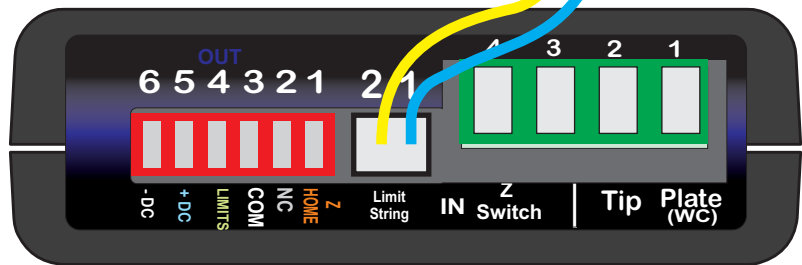 OUT
6 5 4 3 2 1
2 1
4 3 2 1
- DC
+ DC
LIMITS
COM
NC
HOME
Z
Limit
String
IN
Z
Switch
|
Tip
Plate
(WC)